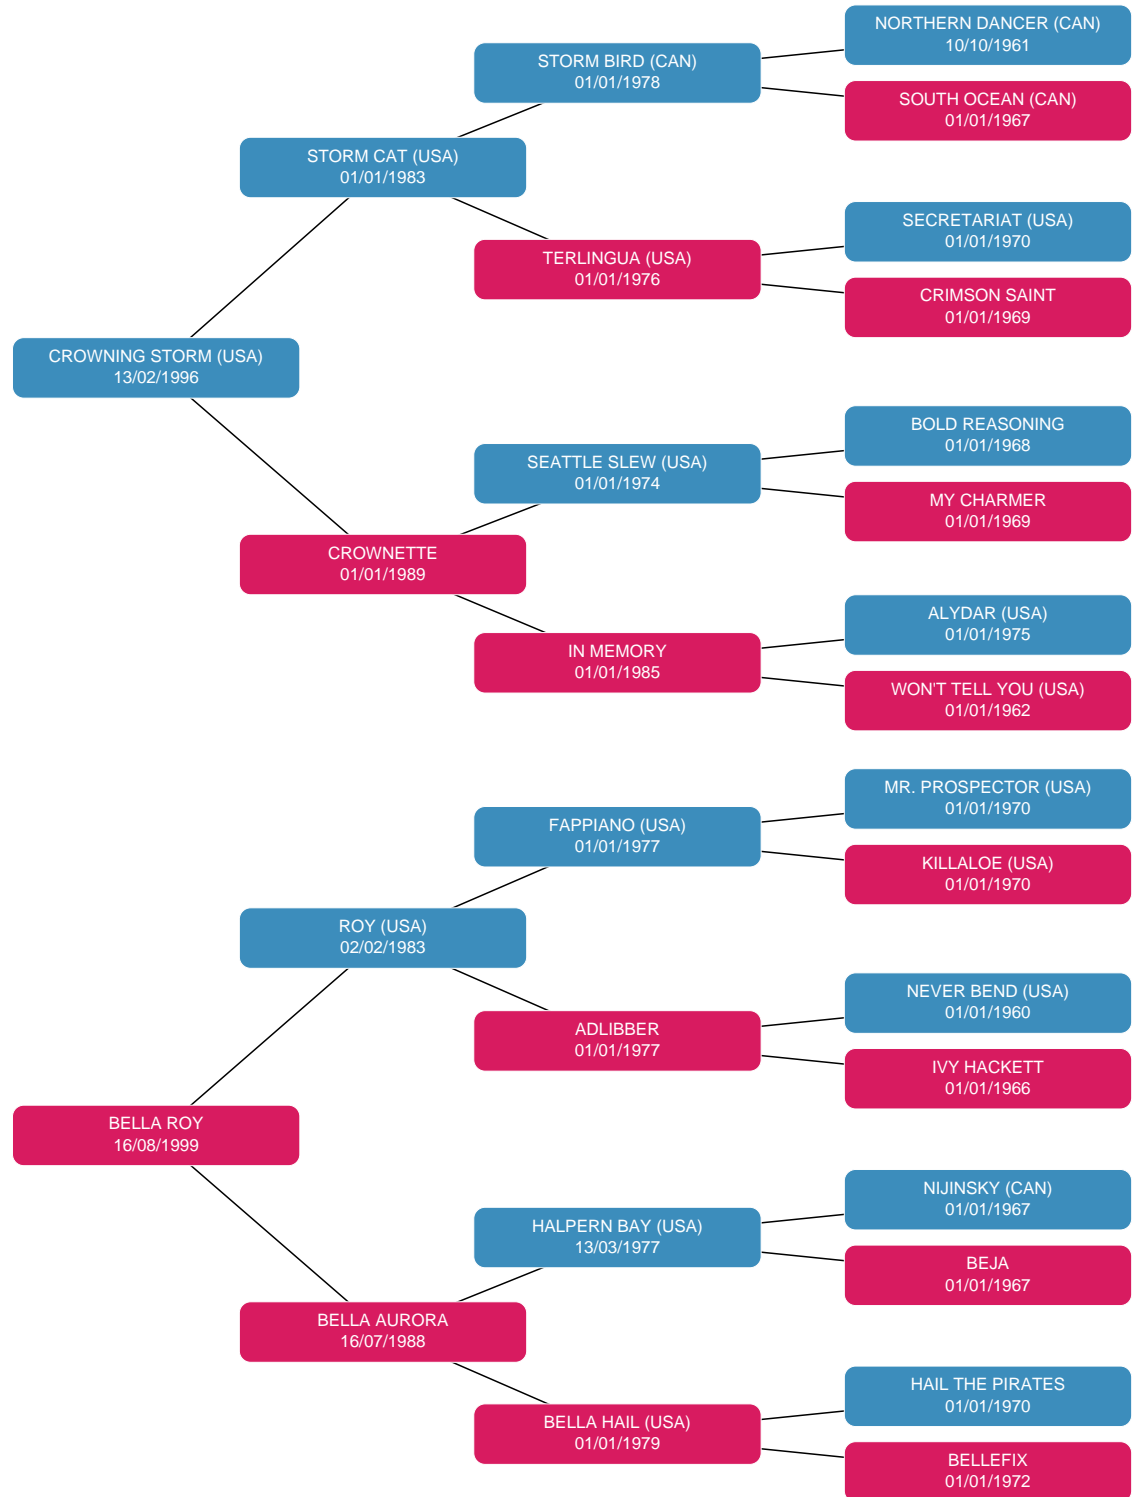 NORTHERN DANCER (CAN)
10/10/1961
STORM BIRD (CAN)
01/01/1978
SOUTH OCEAN (CAN)
01/01/1967
STORM CAT (USA)
01/01/1983
SECRETARIAT (USA)
01/01/1970
TERLINGUA (USA)
01/01/1976
CRIMSON SAINT
01/01/1969
CROWNING STORM (USA)
13/02/1996
BOLD REASONING
01/01/1968
SEATTLE SLEW (USA)
01/01/1974
MY CHARMER
01/01/1969
CROWNETTE
01/01/1989
ALYDAR (USA)
01/01/1975
IN MEMORY
01/01/1985
WON'T TELL YOU (USA)
01/01/1962
MR. PROSPECTOR (USA)
01/01/1970
FAPPIANO (USA)
01/01/1977
KILLALOE (USA)
01/01/1970
ROY (USA)
02/02/1983
NEVER BEND (USA)
01/01/1960
ADLIBBER
01/01/1977
IVY HACKETT
01/01/1966
BELLA ROY
16/08/1999
NIJINSKY (CAN)
01/01/1967
HALPERN BAY (USA)
13/03/1977
BEJA
01/01/1967
BELLA AURORA
16/07/1988
HAIL THE PIRATES
01/01/1970
BELLA HAIL (USA)
01/01/1979
BELLEFIX
01/01/1972